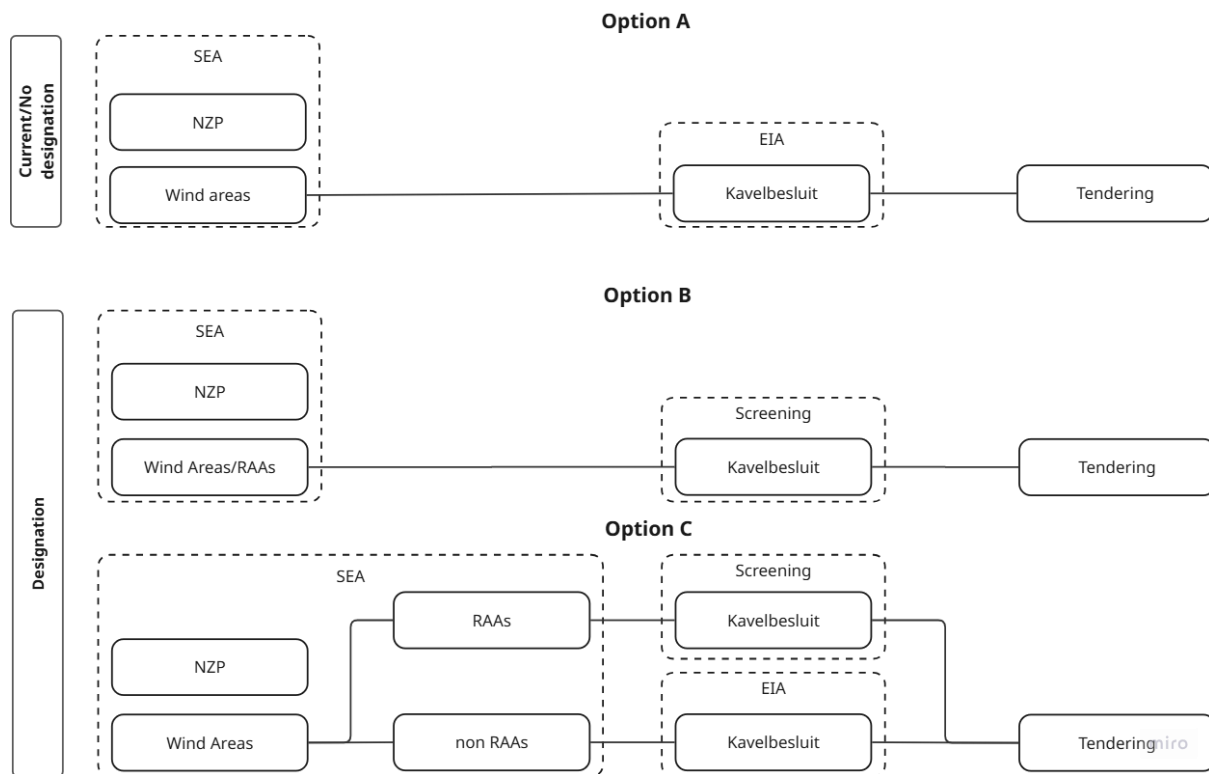 Option A
Current/No
designation
SEA
NZP
Wind areas
EIA
Kavelbesluit
Tendering
Option B
Designation
SEA
NZP
Wind Areas/RAAs
Screening
Kavelbesluit
Tendering
Option C
SEA
NZP
Wind Areas
RAAs
non RAAs
Screening
Kavelbesluit
EIA
Kavelbesluit
Tendering
miro